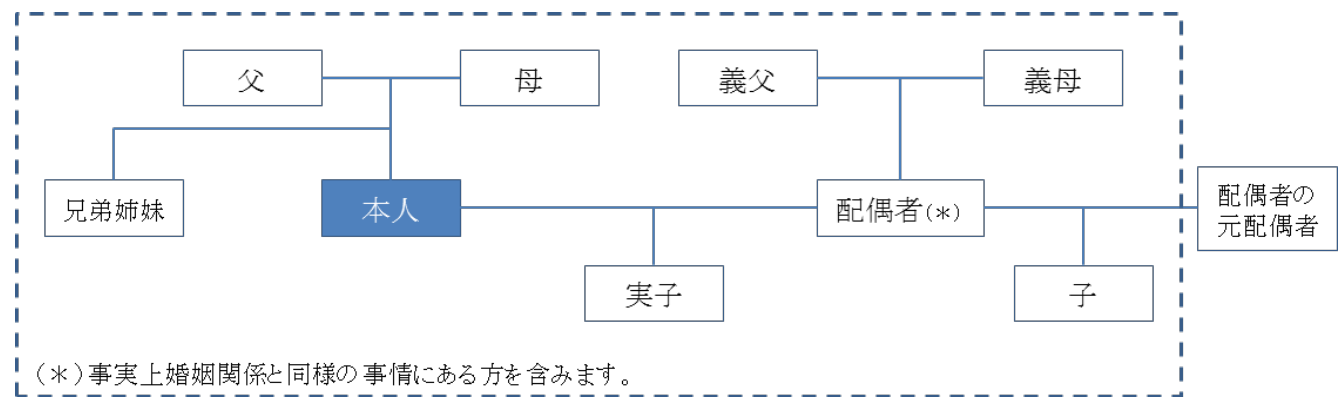 父
母
義父
義母
兄弟姉妹
本人
配偶者(＊)
配偶者の
元配偶者
実子
子
(＊)事実上婚姻関係と同様の事情にある方を含みます。